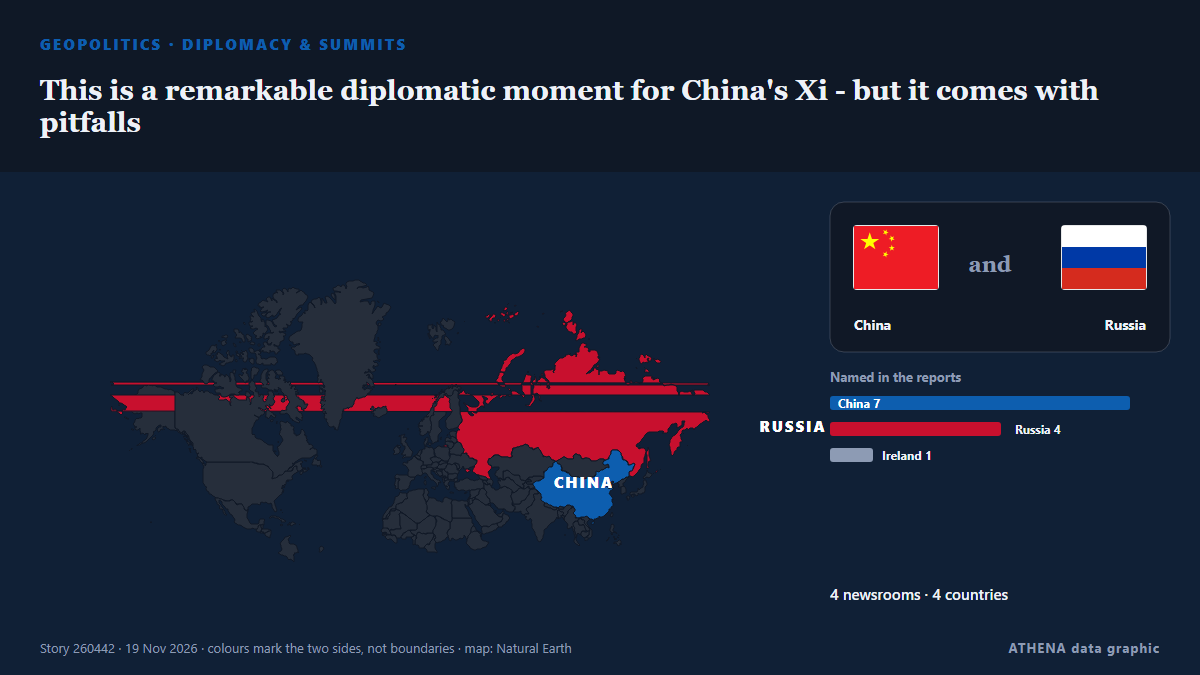 GEOPOLITICS · DIPLOMACY & SUMMITS
This is a remarkable diplomatic moment for China's Xi - but it comes with
pitfalls
and
China
Russia
Named in the reports
China 7
RUSSIA
Russia 4
Ireland 1
CHINA
4 newsrooms · 4 countries
Story 260442 · 19 Nov 2026 · colours mark the two sides, not boundaries · map: Natural Earth
ATHENA data graphic